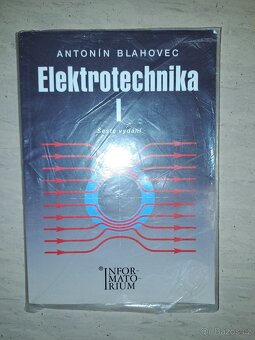 ANTONÍN BLAHOVEC
Elektrotechnika
I
Šesté vydání
®INFOR-
MATO-
RIUM